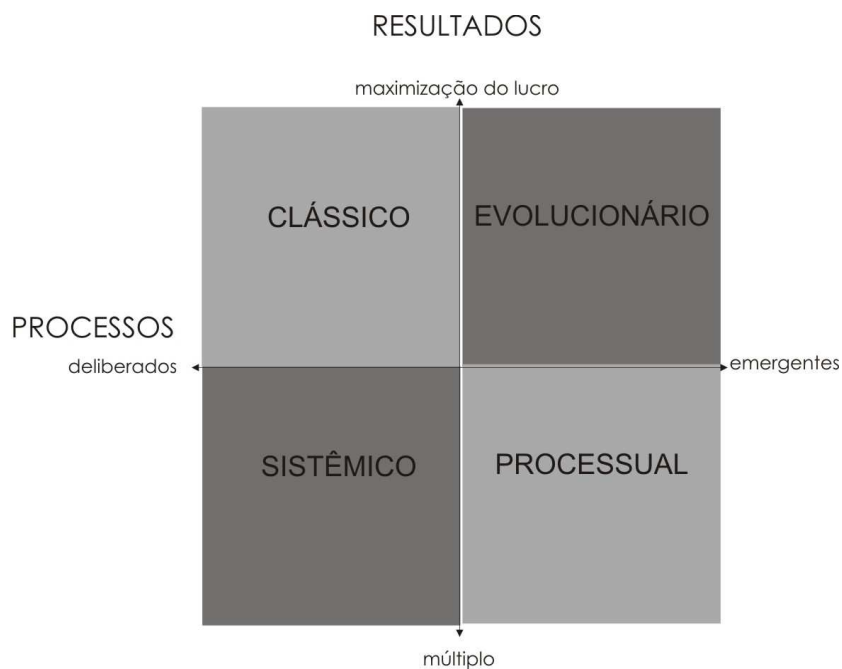 RESULTADOS
maximização do lucro
CLÁSSICO
EVOLUCIONÁRIO
PROCESSOS
deliberados
emergentes
SISTÊMICO
PROCESSUAL
múltiplo